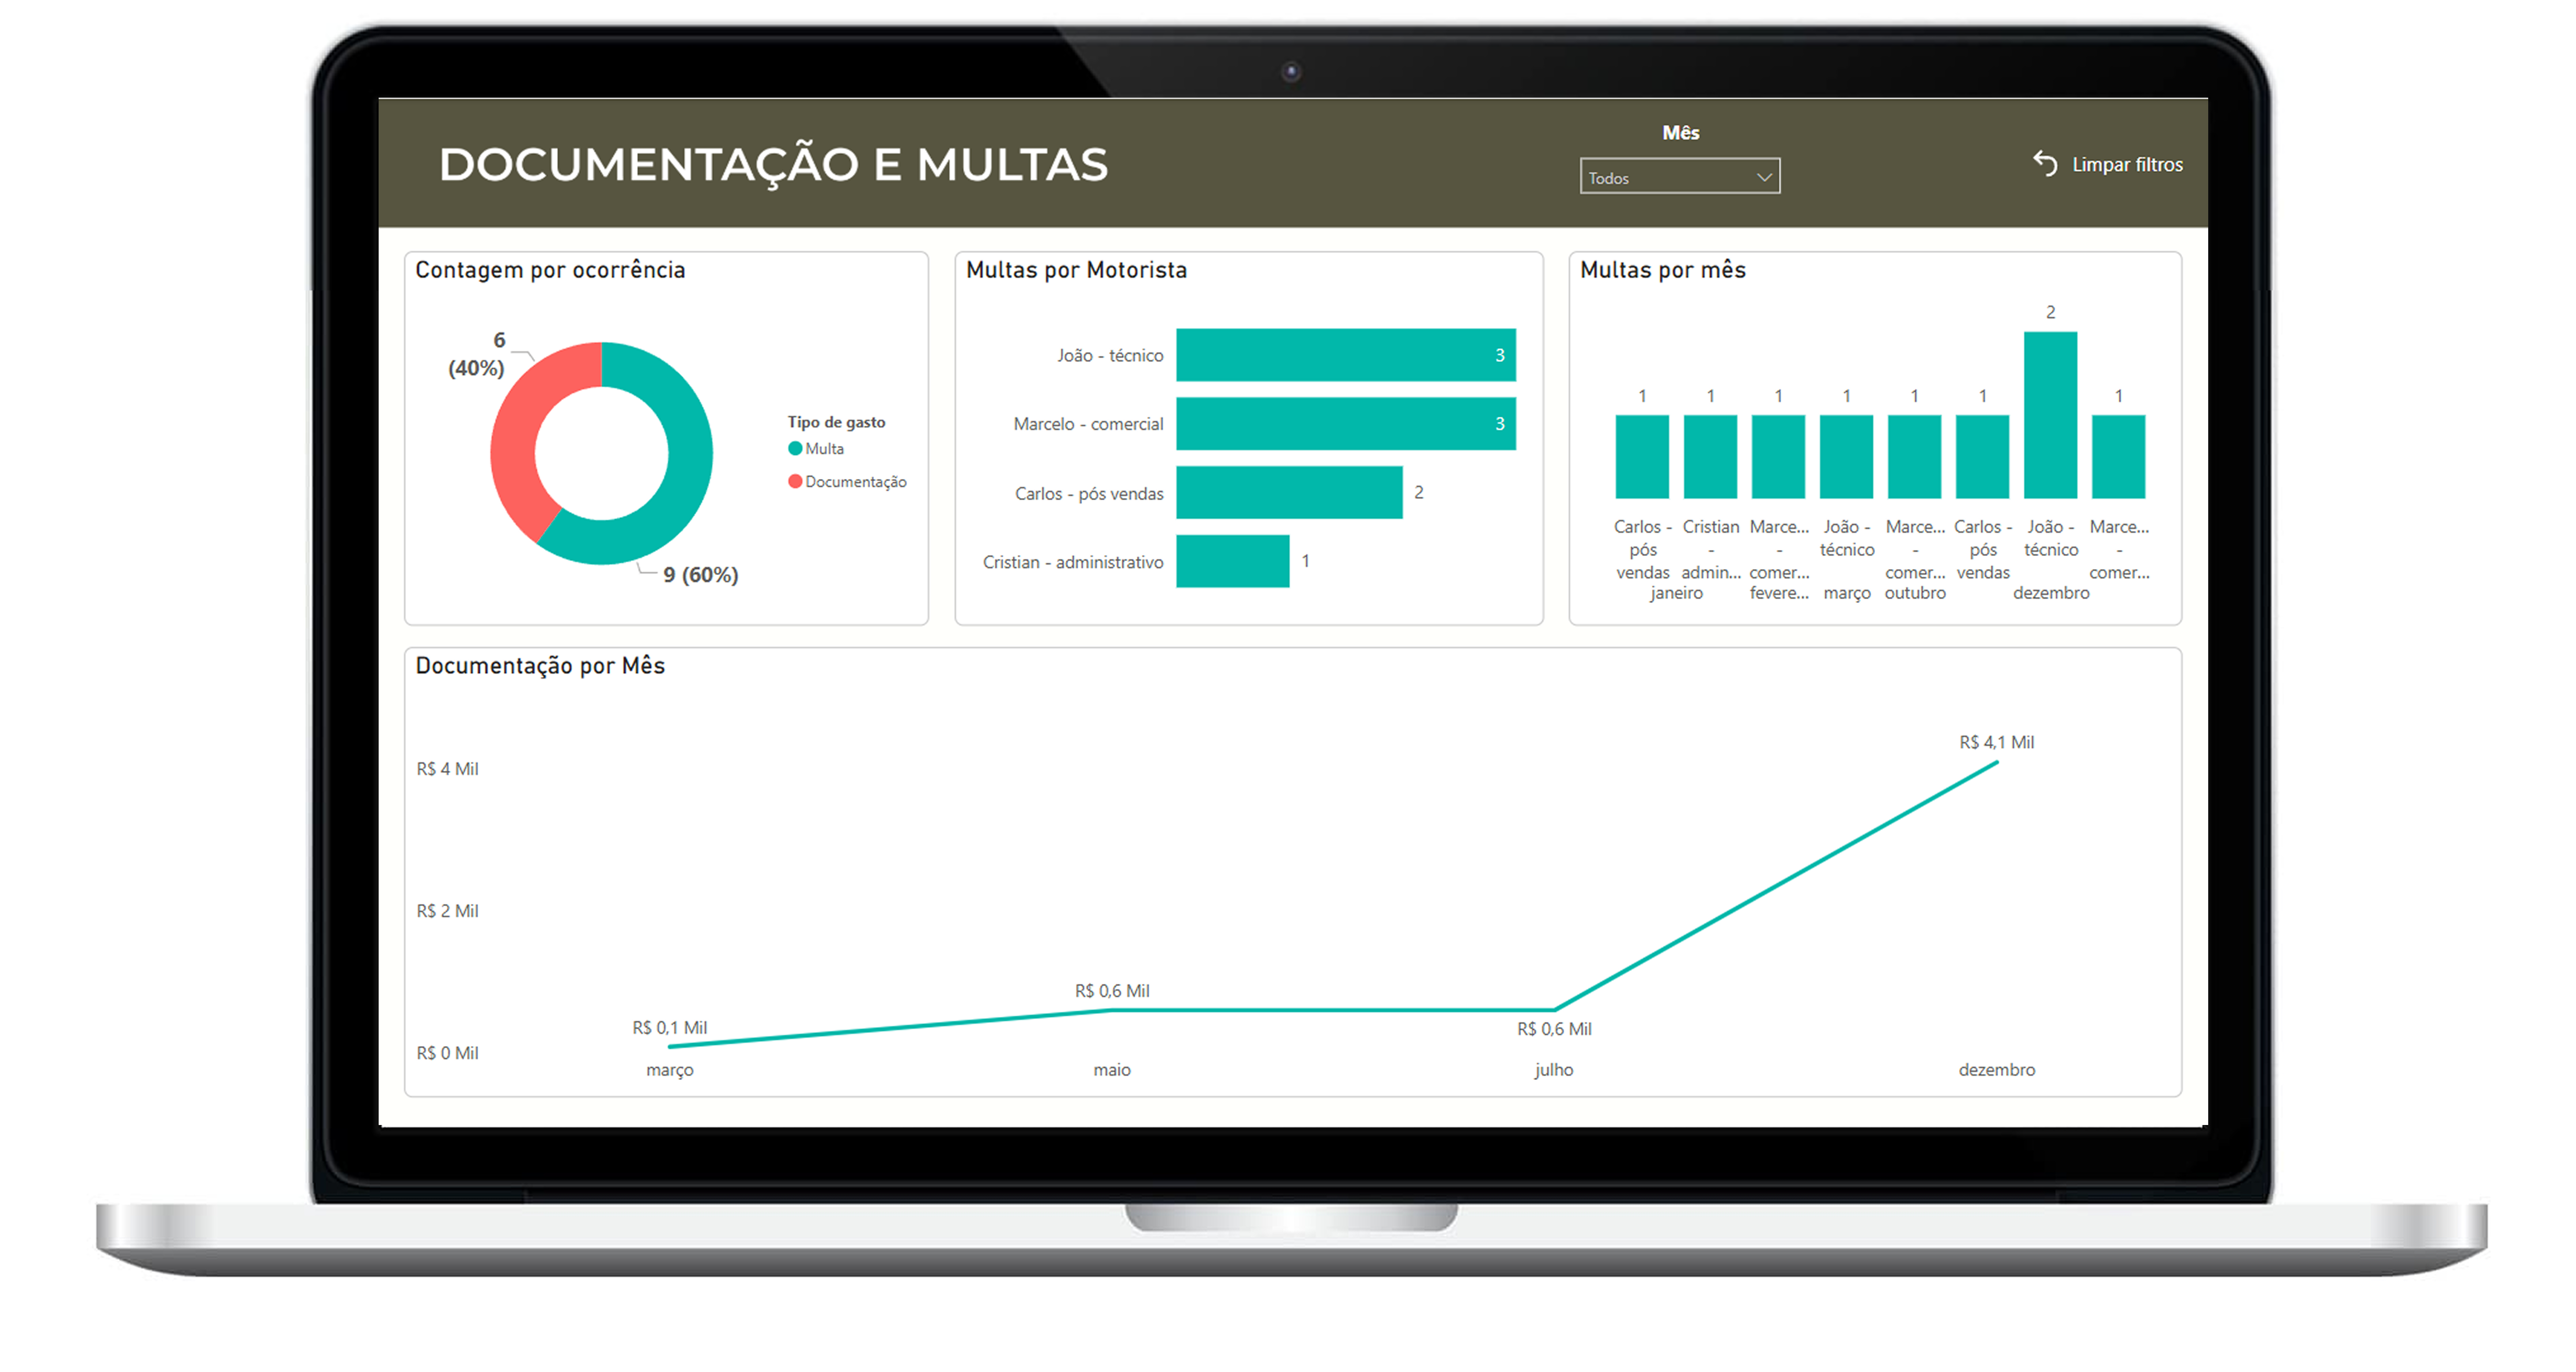 DOCUMENTAÇÃO E MULTAS
Mês
Todos
Limpar filtros
Contagem por ocorrência
6
(40%)
9 (60%)
Tipo de gasto
Multa
Documentação
Multas por Motorista
João - técnico
3
Marcelo - comercial
3
Carlos - pós vendas
2
Cristian - administrativo
1
Multas por mês
1 1 1 1 1 1 2 1
Carlos - Cristian Marce... João - Marce... Carlos - João - Marce...
pós - - técnico - pós técnico -
vendas admin... comer... comer... vendas comer...
janeiro fevere... março outubro dezembro
Documentação por Mês
R$ 4 Mil
R$ 2 Mil
R$ 0 Mil
R$ 0,1 Mil
R$ 0,6 Mil
R$ 0,6 Mil
R$ 4,1 Mil
março maio julho dezembro